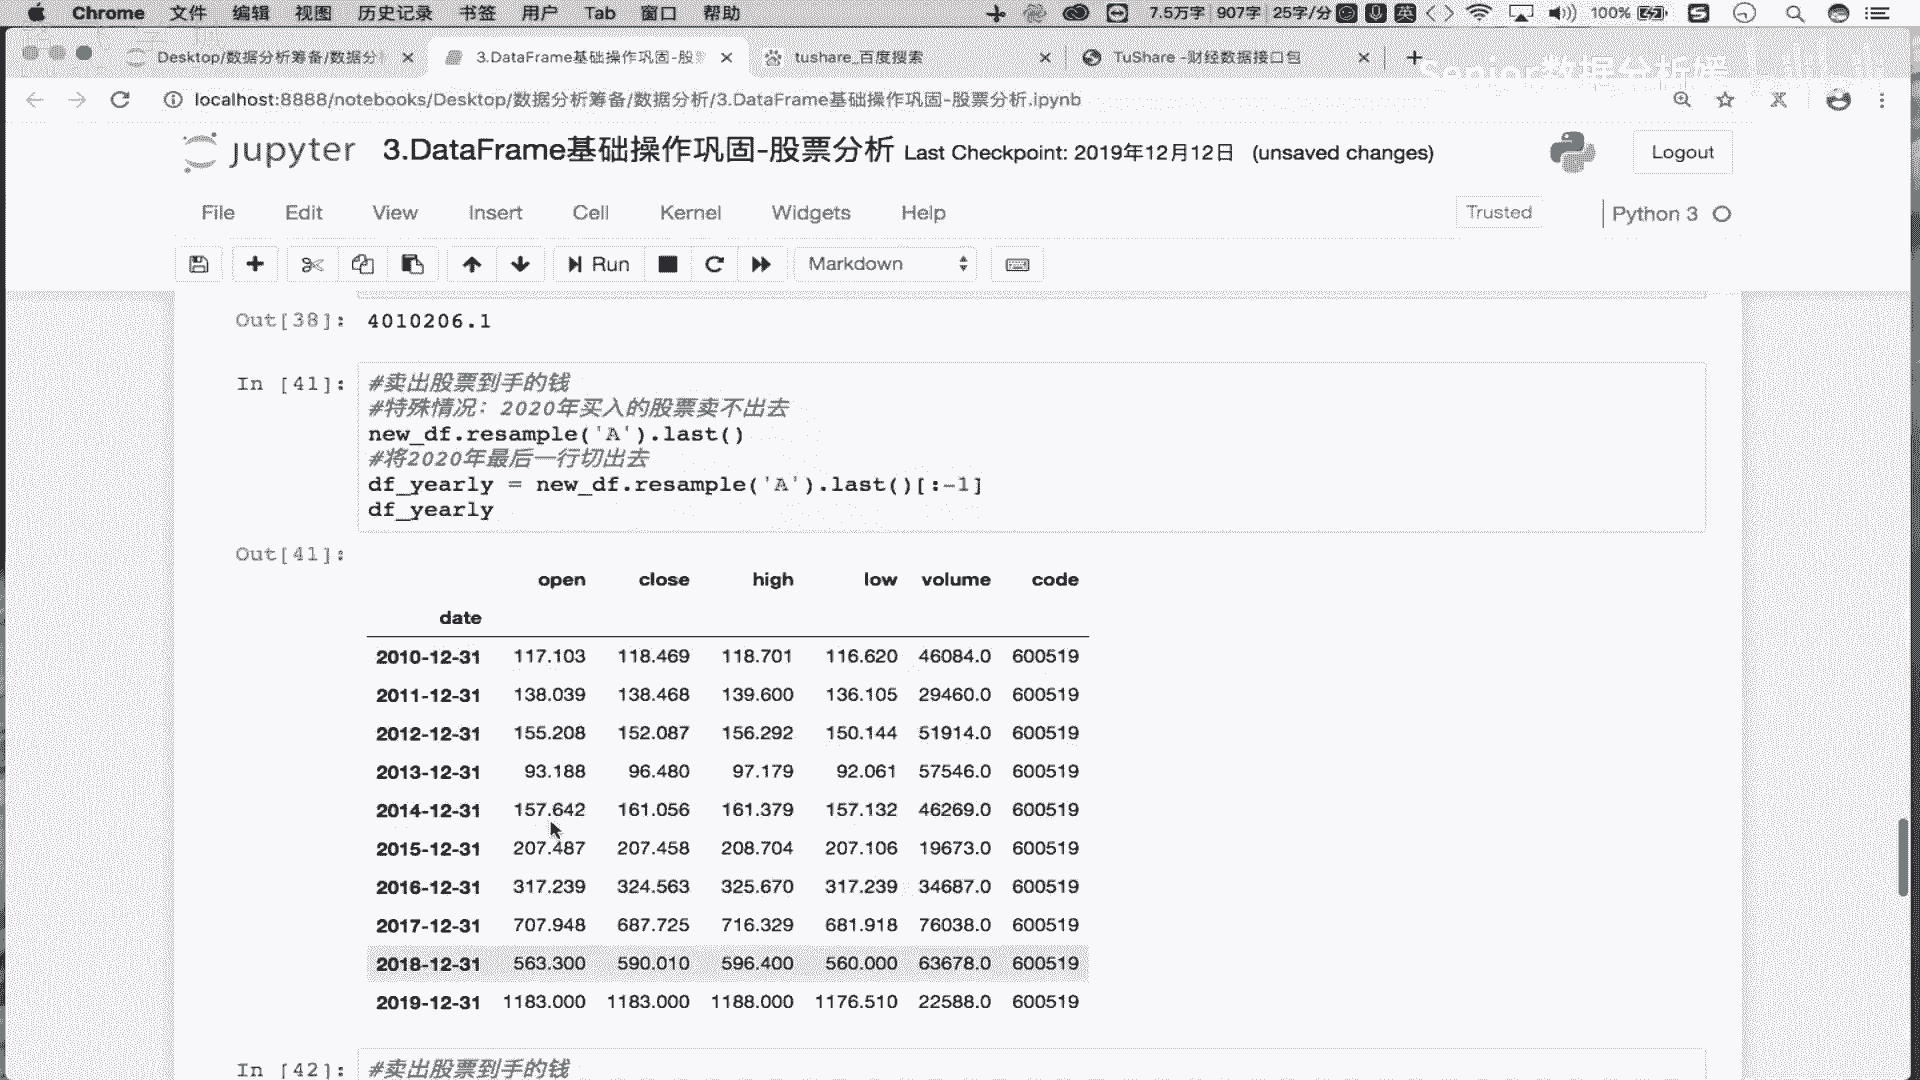 Chrome 文件 编辑 视图 历史记录 书签 用户 Tab 窗口 帮助 7.5万字 907字 25字/分 英 100%
Desktop/数据分析筹备/数据分 3.DataFrame基础操作巩固-股 tushare_百度搜索 TuShare -财经数据接口包
localhost:8888/notebooks/Desktop/数据分析筹备/数据分析/3.DataFrame基础操作巩固-股票分析.ipynb
jupyter 3.DataFrame基础操作巩固-股票分析 Last Checkpoint: 2019年12月12日 (unsaved changes) Logout
File Edit View Insert Cell Kernel Widgets Help Trusted Python 3
Run Markdown
Out[38]: 4010206.1
In [41]: #卖出股票到手的钱
#特殊情况：2020年买入的股票卖不出去
new_df.resample('A').last()
#将2020年最后一行切出去
df_yearly = new_df.resample('A').last()[:-1]
df_yearly
Out[41]:
open close high low volume code
date
2010-12-31 117.103 118.469 118.701 116.620 46084.0 600519
2011-12-31 138.039 138.468 139.600 136.105 29460.0 600519
2012-12-31 155.208 152.087 156.292 150.144 51914.0 600519
2013-12-31 93.188 96.480 97.179 92.061 57546.0 600519
2014-12-31 157.642 161.056 161.379 157.132 46269.0 600519
2015-12-31 207.487 207.458 208.704 207.106 19673.0 600519
2016-12-31 317.239 324.563 325.670 317.239 34687.0 600519
2017-12-31 707.948 687.725 716.329 681.918 76038.0 600519
2018-12-31 563.300 590.010 596.400 560.000 63678.0 600519
2019-12-31 1183.000 1183.000 1188.000 1176.510 22588.0 600519
In [42]: #卖出股票到手的钱